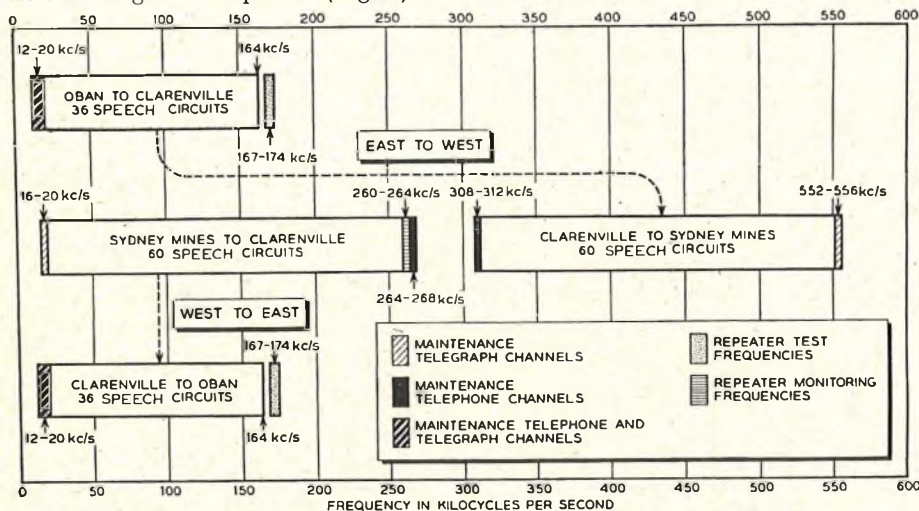 0 50 100 150 200 250 300 350 400 450 500 550 600
12–20 kc/s
164 kc/s
OBAN TO CLARENVILLE
36 SPEECH CIRCUITS
167–174 kc/s
EAST TO WEST
16–20 kc/s
260–264 kc/s
308–312 kc/s
552–556 kc/s
SYDNEY MINES TO CLARENVILLE
60 SPEECH CIRCUITS
CLARENVILLE TO SYDNEY MINES
60 SPEECH CIRCUITS
264–268 kc/s
WEST TO EAST
167–174 kc/s
CLARENVILLE TO OBAN
36 SPEECH CIRCUITS
12–20 kc/s
164 kc/s
MAINTENANCE
TELEGRAPH CHANNELS
MAINTENANCE
TELEPHONE CHANNELS
MAINTENANCE TELEPHONE AND
TELEGRAPH CHANNELS
REPEATER TEST
FREQUENCIES
REPEATER MONITORING
FREQUENCIES
0 50 100 150 200 250 300 350 400 450 500 550 600
FREQUENCY IN KILOCYCLES PER SECOND